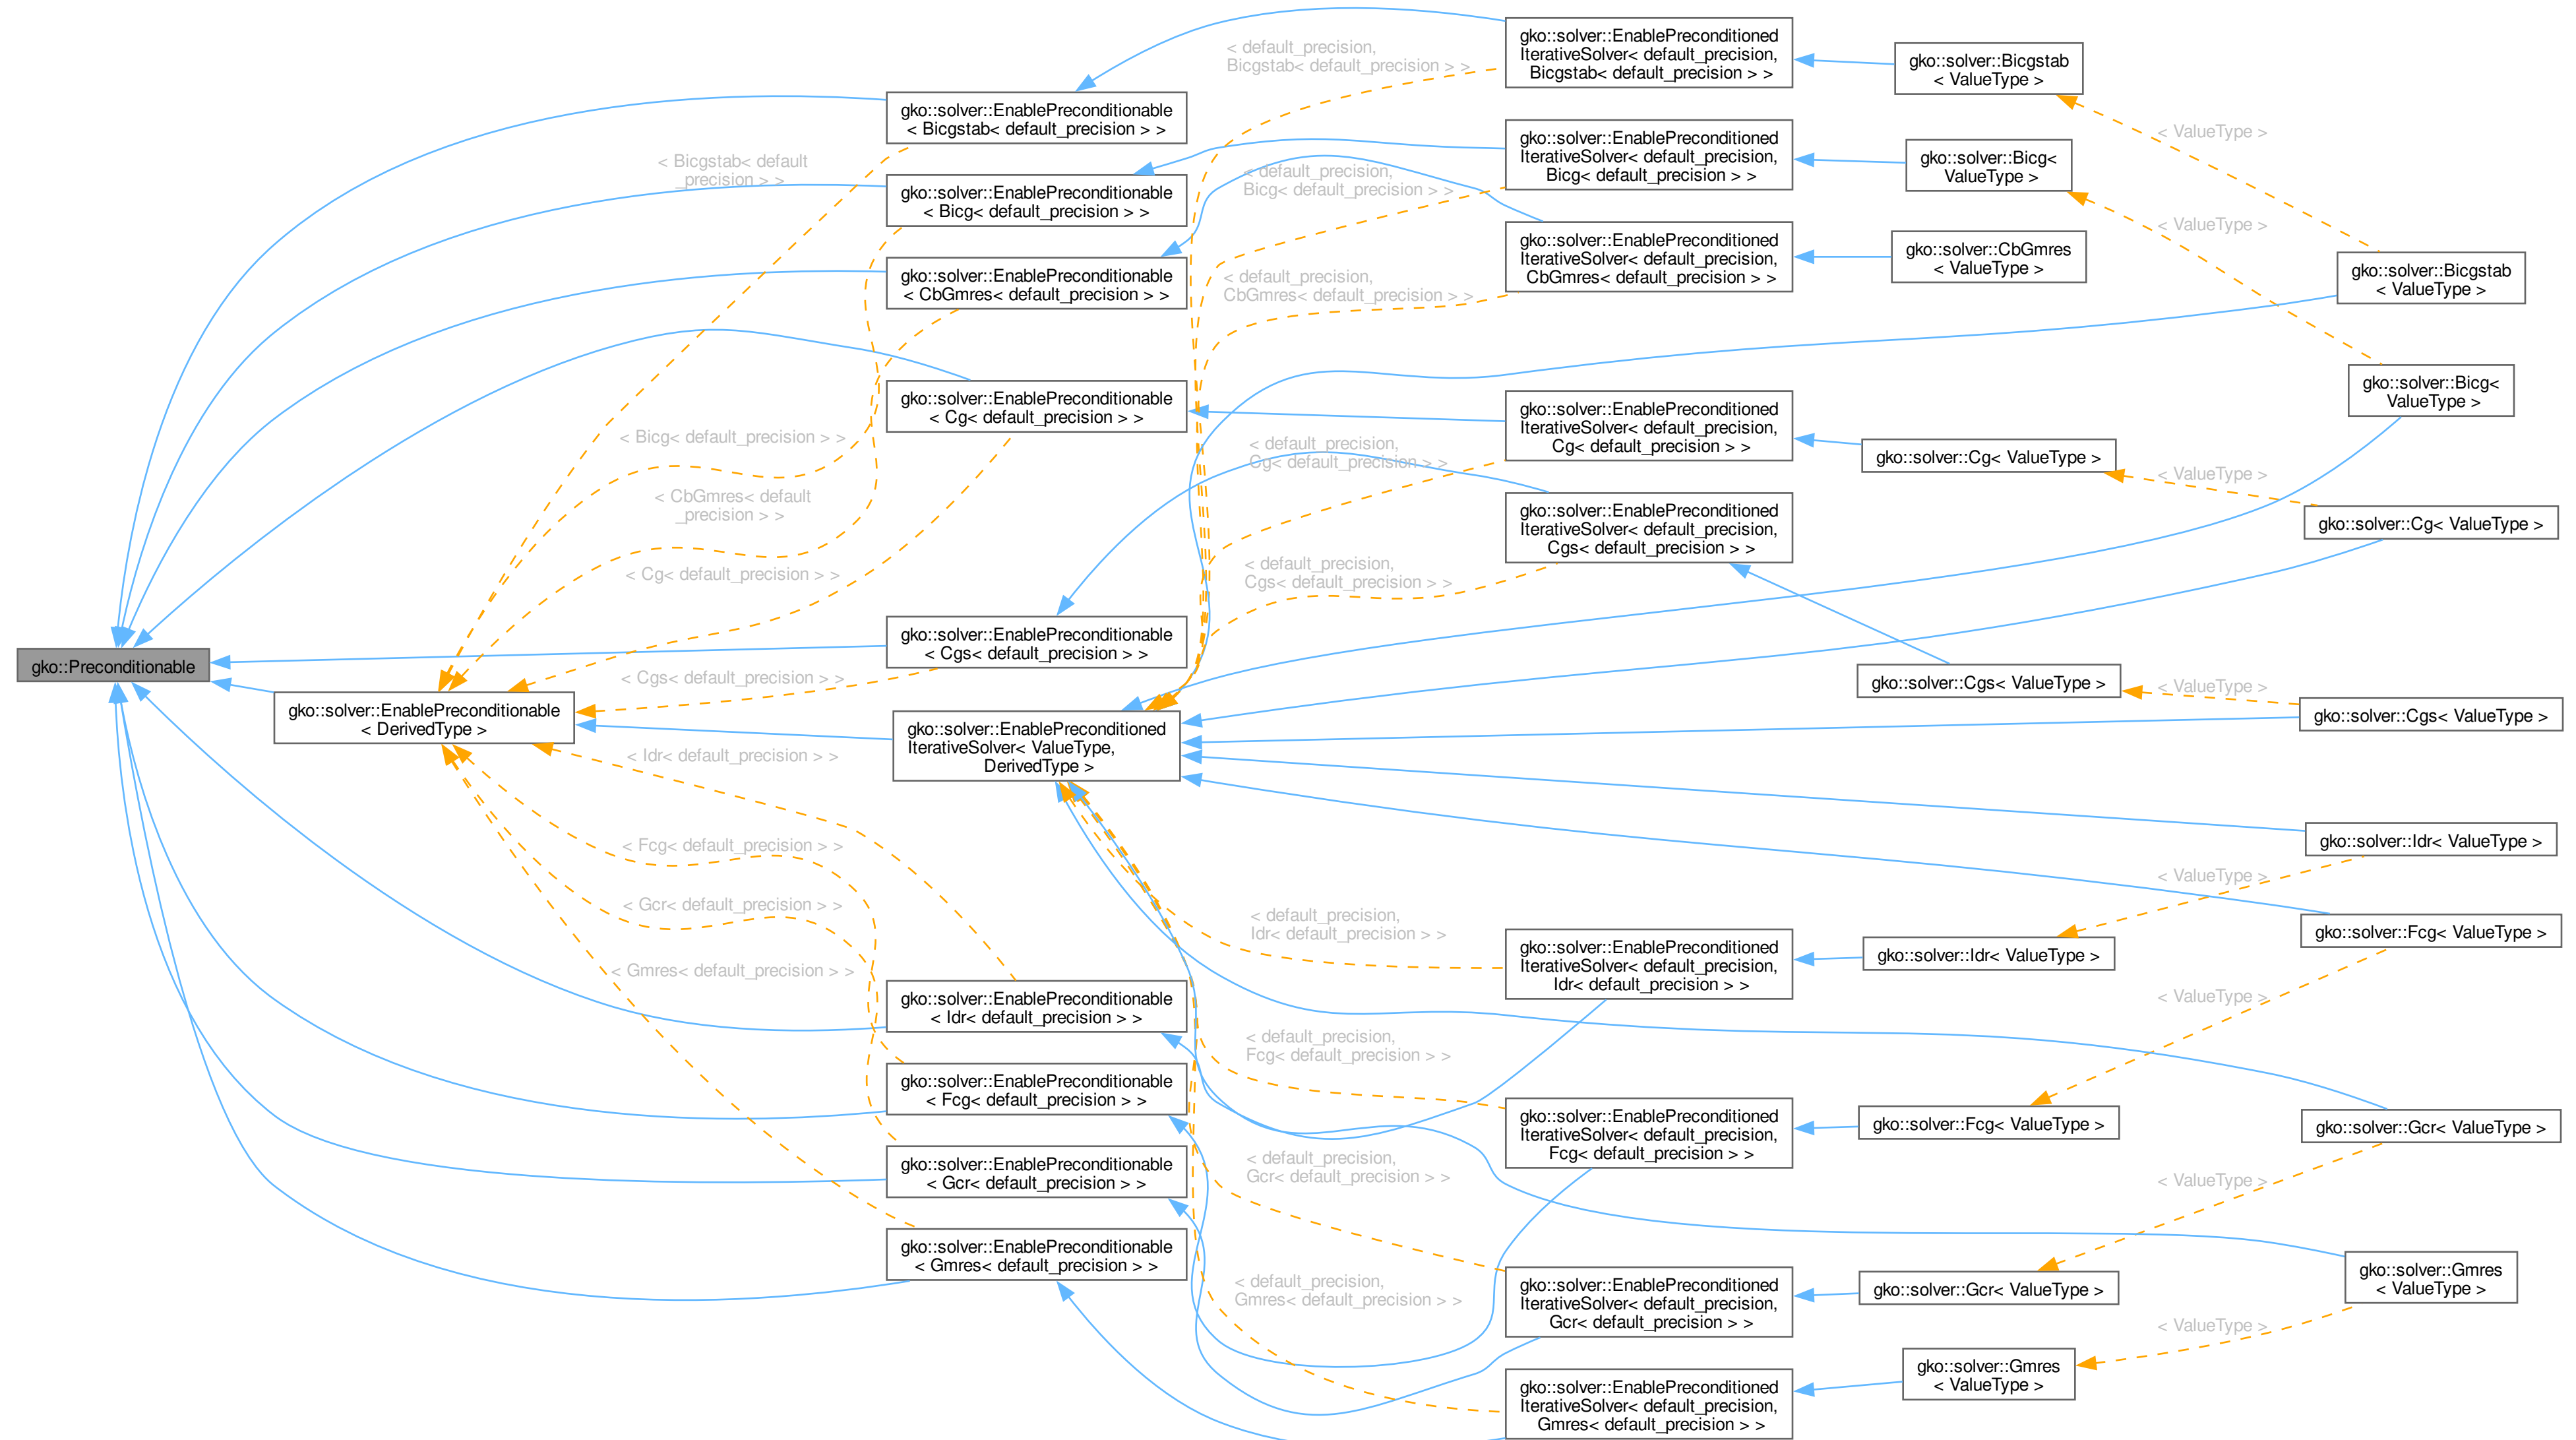 gko::Preconditionable
gko::solver::EnablePreconditionable
< DerivedType >
gko::solver::EnablePreconditionable
< Bicgstab< default_precision > >
gko::solver::EnablePreconditionable
< Bicg< default_precision > >
gko::solver::EnablePreconditionable
< CbGmres< default_precision > >
gko::solver::EnablePreconditionable
< Cg< default_precision > >
gko::solver::EnablePreconditionable
< Cgs< default_precision > >
gko::solver::EnablePreconditioned
IterativeSolver< ValueType,
DerivedType >
gko::solver::EnablePreconditionable
< Idr< default_precision > >
gko::solver::EnablePreconditionable
< Fcg< default_precision > >
gko::solver::EnablePreconditionable
< Gcr< default_precision > >
gko::solver::EnablePreconditionable
< Gmres< default_precision > >
< Bicgstab< default
_precision > >
< Bicg< default_precision > >
< CbGmres< default
_precision > >
< Cg< default_precision > >
< Cgs< default_precision > >
< Idr< default_precision > >
< Fcg< default_precision > >
< Gcr< default_precision > >
< Gmres< default_precision > >
< default_precision,
Bicgstab< default_precision > >
< default_precision,
Bicg< default_precision > >
< default_precision,
CbGmres< default_precision > >
< default_precision,
Cg< default_precision > >
< default_precision,
Cgs< default_precision > >
< default_precision,
Idr< default_precision > >
< default_precision,
Fcg< default_precision > >
< default_precision,
Gcr< default_precision > >
< default_precision,
Gmres< default_precision > >
gko::solver::EnablePreconditioned
IterativeSolver< default_precision,
Bicgstab< default_precision > >
gko::solver::EnablePreconditioned
IterativeSolver< default_precision,
Bicg< default_precision > >
gko::solver::EnablePreconditioned
IterativeSolver< default_precision,
CbGmres< default_precision > >
gko::solver::EnablePreconditioned
IterativeSolver< default_precision,
Cg< default_precision > >
gko::solver::EnablePreconditioned
IterativeSolver< default_precision,
Cgs< default_precision > >
gko::solver::EnablePreconditioned
IterativeSolver< default_precision,
Idr< default_precision > >
gko::solver::EnablePreconditioned
IterativeSolver< default_precision,
Fcg< default_precision > >
gko::solver::EnablePreconditioned
IterativeSolver< default_precision,
Gcr< default_precision > >
gko::solver::EnablePreconditioned
IterativeSolver< default_precision,
Gmres< default_precision > >
gko::solver::Bicgstab
< ValueType >
gko::solver::Bicg<
ValueType >
gko::solver::CbGmres
< ValueType >
gko::solver::Cg< ValueType >
gko::solver::Cgs< ValueType >
gko::solver::Idr< ValueType >
gko::solver::Fcg< ValueType >
gko::solver::Gcr< ValueType >
gko::solver::Gmres
< ValueType >
< ValueType >
< ValueType >
< ValueType >
< ValueType >
< ValueType >
< ValueType >
< ValueType >
< ValueType >
gko::solver::Bicgstab
< ValueType >
gko::solver::Bicg<
ValueType >
gko::solver::Cg< ValueType >
gko::solver::Cgs< ValueType >
gko::solver::Idr< ValueType >
gko::solver::Fcg< ValueType >
gko::solver::Gcr< ValueType >
gko::solver::Gmres
< ValueType >